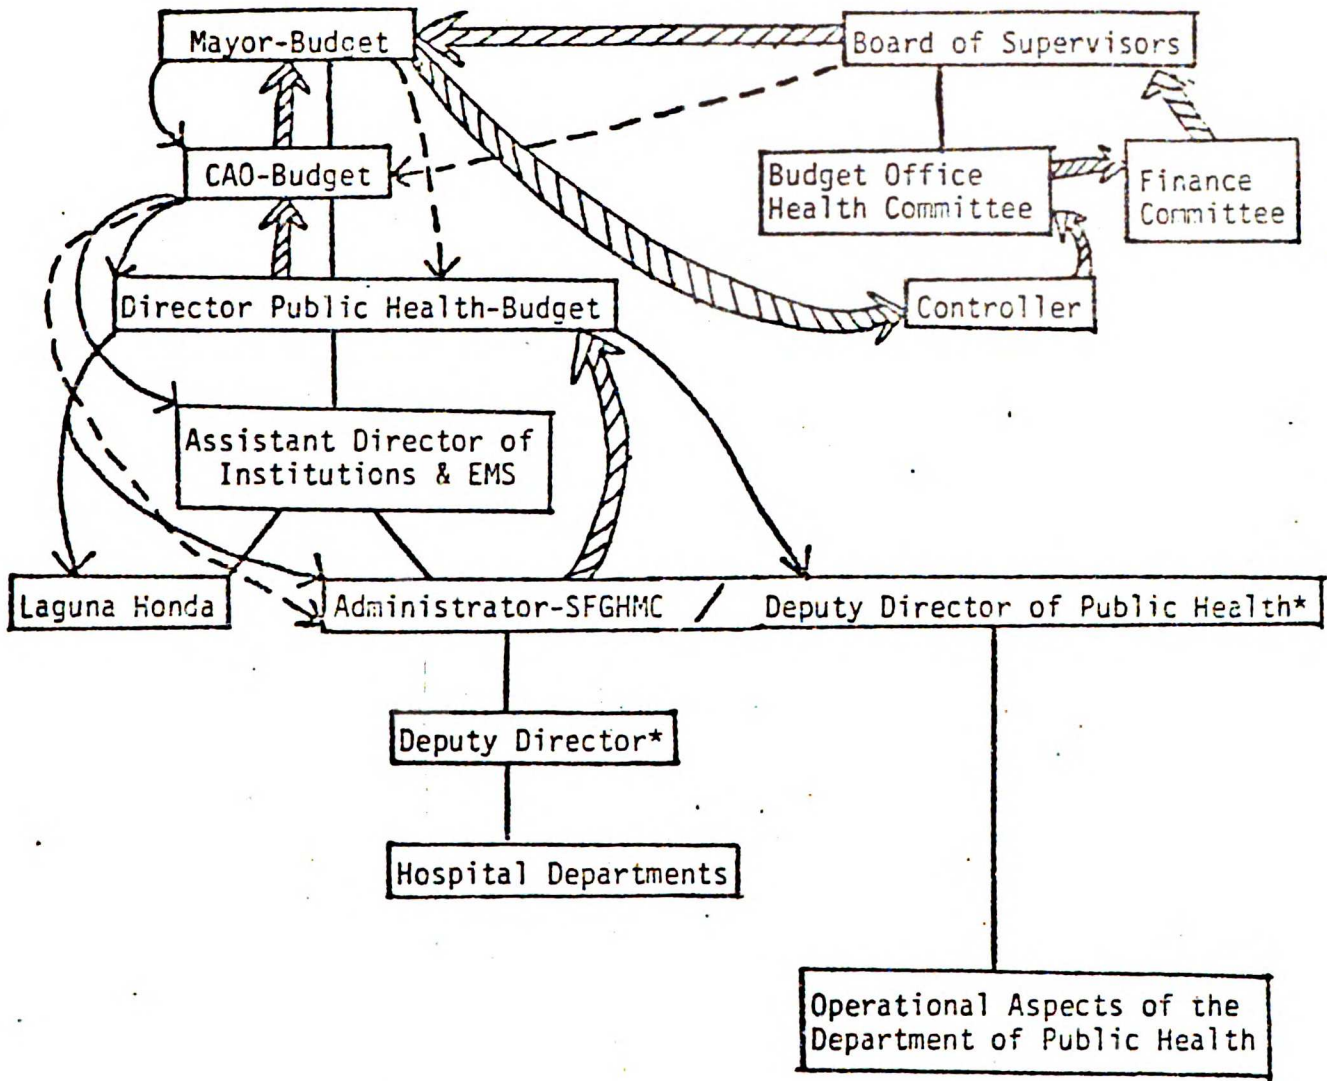 Mayor-Budget
Board of Supervisors
CAO-Budget
Budget Office
Health Committee
Finance
Committee
Director Public Health-Budget
Controller
Assistant Director of
Institutions & EMS
Laguna Honda
Administrator-SFGHMC / Deputy Director of Public Health*
Deputy Director*
Hospital Departments
Operational Aspects of the
Department of Public Health